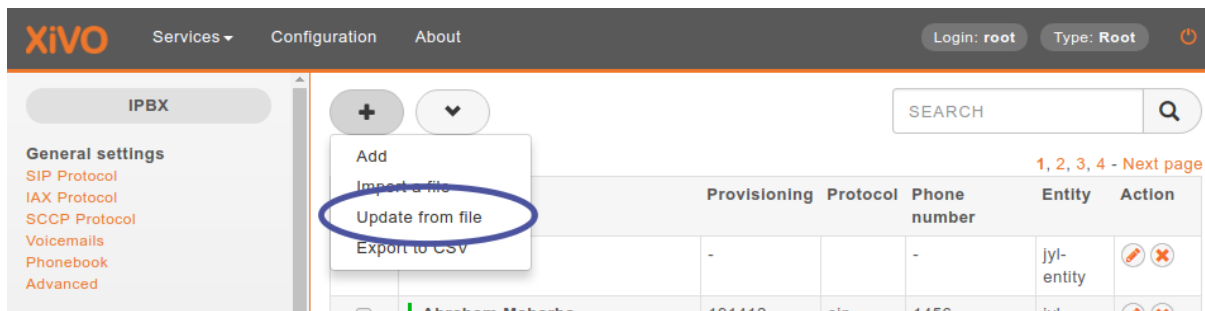 XiVO Services Configuration About Login: root Type: Root
IPBX
General settings
SIP Protocol
IAX Protocol
SCCP Protocol
Voicemails
Phonebook
Advanced
SEARCH
Add
Import a file
Update from file
Export to CSV
1, 2, 3, 4 - Next page
Provisioning Protocol Phone number Entity Action
- - jyl-entity